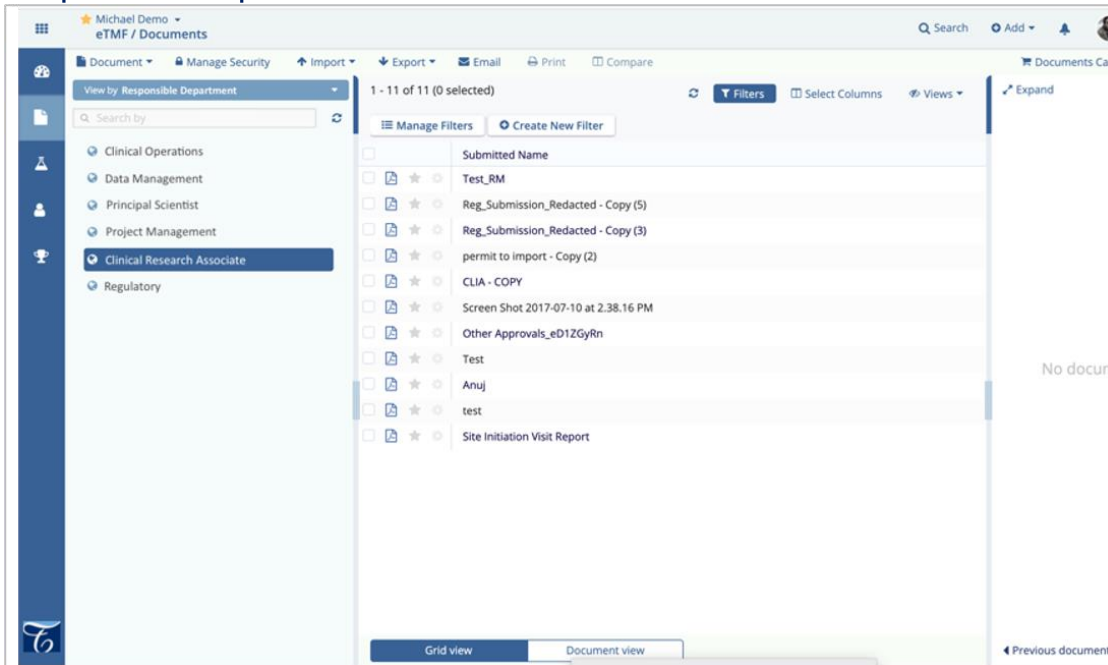 Michael Demo
eTMF / Documents
Search
Add
Document
Manage Security
Import
Export
Email
Print
Compare
Documents Ca
View by Responsible Department
Search by
Clinical Operations
Data Management
Principal Scientist
Project Management
Clinical Research Associate
Regulatory
1 - 11 of 11 (0 selected)
Filters
Select Columns
Views
Manage Filters
Create New Filter
Submitted Name
Test_RM
Reg_Submission_Redacted - Copy (5)
Reg_Submission_Redacted - Copy (3)
permit to import - Copy (2)
CLIA - COPY
Screen Shot 2017-07-10 at 2.38.16 PM
Other Approvals_eD1ZGyRn
Test
Anuj
test
Site Initiation Visit Report
Grid view
Document view
Expand
No docur
Previous document